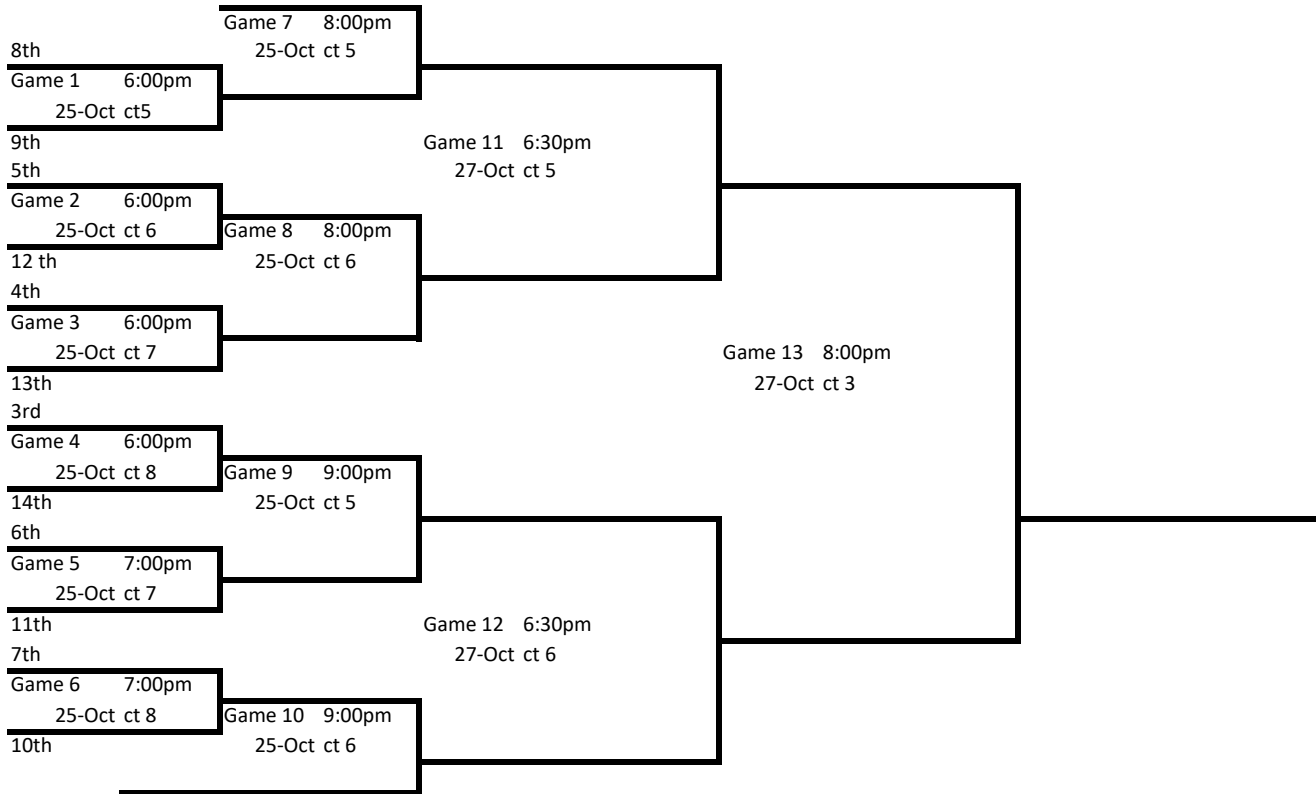 Game 7 8:00pm
25-Oct ct 5
8th
Game 1 6:00pm
25-Oct ct5
9th
Game 11 6:30pm
5th
27-Oct ct 5
Game 2 6:00pm
25-Oct ct 6
Game 8 8:00pm
12 th
25-Oct ct 6
4th
Game 3 6:00pm
25-Oct ct 7
Game 13 8:00pm
13th
27-Oct ct 3
3rd
Game 4 6:00pm
25-Oct ct 8
Game 9 9:00pm
14th
25-Oct ct 5
6th
Game 5 7:00pm
25-Oct ct 7
11th
Game 12 6:30pm
7th
27-Oct ct 6
Game 6 7:00pm
25-Oct ct 8
Game 10 9:00pm
10th
25-Oct ct 6